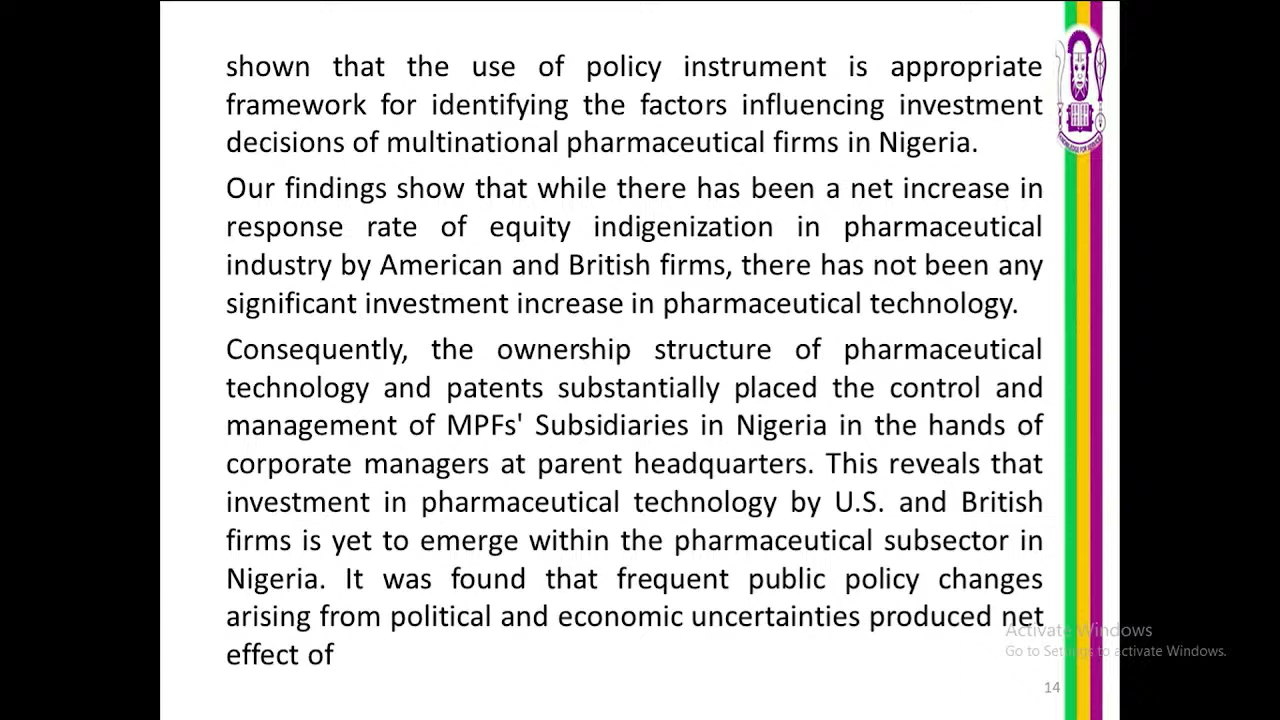 shown that the use of policy instrument is appropriate
framework for identifying the factors influencing investment
decisions of multinational pharmaceutical firms in Nigeria.
Our findings show that while there has been a net increase in
response rate of equity indigenization in pharmaceutical
industry by American and British firms, there has not been any
significant investment increase in pharmaceutical technology.
Consequently, the ownership structure of pharmaceutical
technology and patents substantially placed the control and
management of MPFs' Subsidiaries in Nigeria in the hands of
corporate managers at parent headquarters. This reveals that
investment in pharmaceutical technology by U.S. and British
firms is yet to emerge within the pharmaceutical subsector in
Nigeria. It was found that frequent public policy changes
arising from political and economic uncertainties produced net
effect of
Activate Windows
Go to Settings to activate Windows.
14